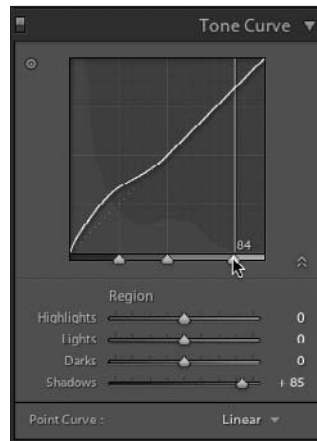 Tone Curve
84
Region
Highlights 0
Lights 0
Darks 0
Shadows + 85
Point Curve : Linear